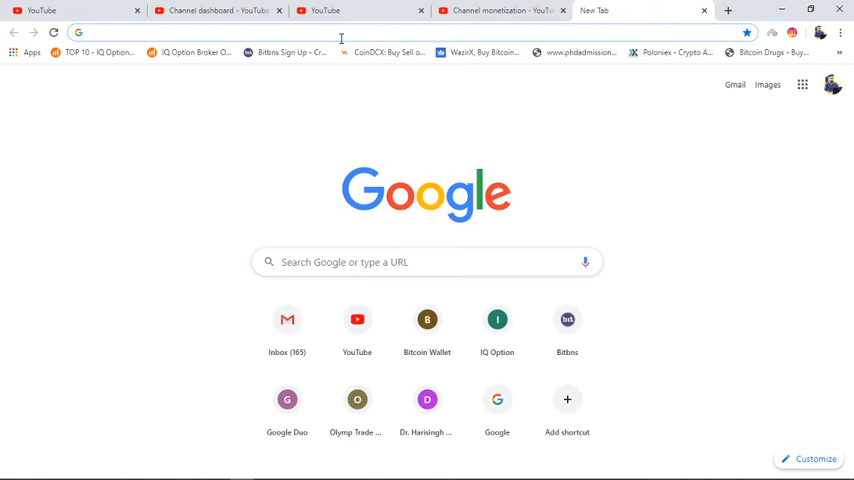 YouTube
Channel dashboard - YouTube
YouTube
Channel monetization - YouTu
New Tab
Apps
TOP 10 - IQ Option...
IQ Option Broker O...
Bitbns Sign Up - Cr...
CoinDCX: Buy Sell o...
WazirX, Buy Bitcoin...
www.phdadmission...
Poloniex - Crypto A...
Bitcoin Drugs - Buy...
»
Gmail
Images
Google
Search Google or type a URL
B
I
bit
Inbox (165)
YouTube
Bitcoin Wallet
IQ Option
Bitbns
G
O
D
Google Duo
Olymp Trade ...
Dr. Harisingh ...
Google
Add shortcut
Customize